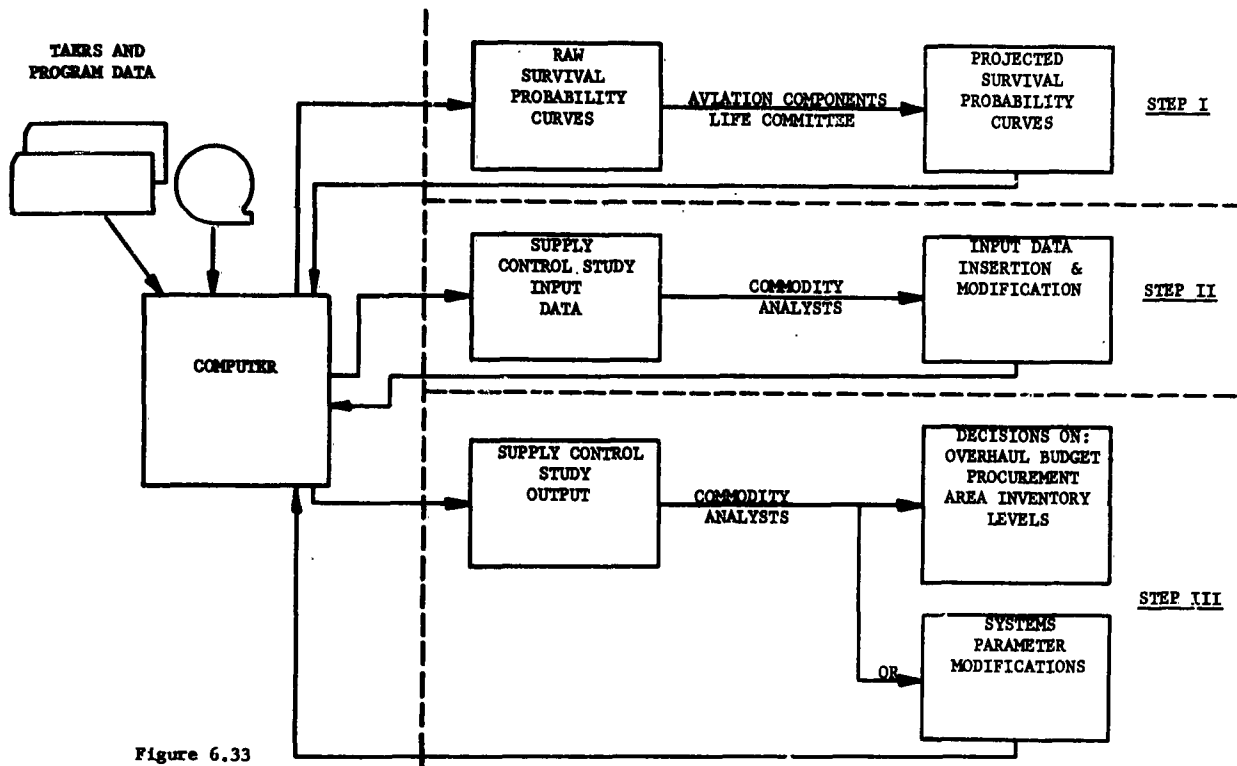 TAERS AND
PROGRAM DATA
RAW
SURVIVAL
PROBABILITY
CURVES
AVIATION COMPONENTS
LIFE COMMITTEE
PROJECTED
SURVIVAL
PROBABILITY
CURVES
STEP I
SUPPLY
CONTROL STUDY
INPUT
DATA
COMMODITY
ANALYSTS
INPUT DATA
INSERTION &
MODIFICATION
STEP II
COMPUTER
SUPPLY CONTROL
STUDY
OUTPUT
COMMODITY
ANALYSTS
DECISIONS ON:
OVERHAUL BUDGET
PROCUREMENT
AREA INVENTORY
LEVELS
STEP III
OR
SYSTEMS
PARAMETER
MODIFICATIONS
Figure 6.33